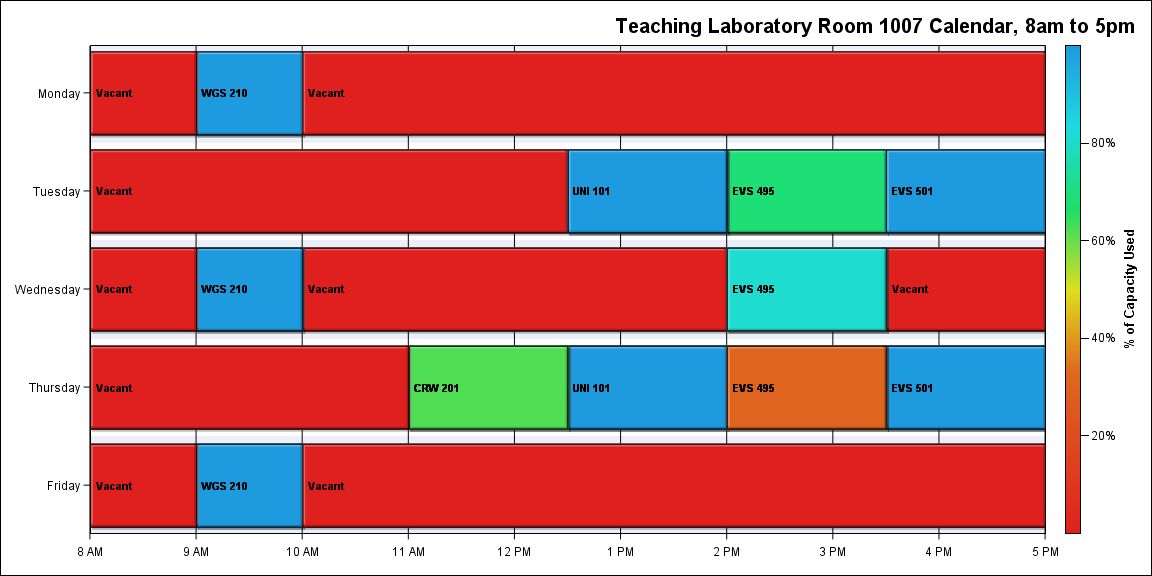 Teaching Laboratory Room 1007 Calendar, 8am to 5pm
Monday
Vacant
WGS 210
Vacant
Tuesday
Vacant
UNI 101
EVS 495
EVS 501
Wednesday
Vacant
WGS 210
Vacant
EVS 495
Vacant
Thursday
Vacant
CRW 201
UNI 101
EVS 495
EVS 501
Friday
Vacant
WGS 210
Vacant
8 AM
9 AM
10 AM
11 AM
12 PM
1 PM
2 PM
3 PM
4 PM
5 PM
80%
60%
40%
20%
% of Capacity Used